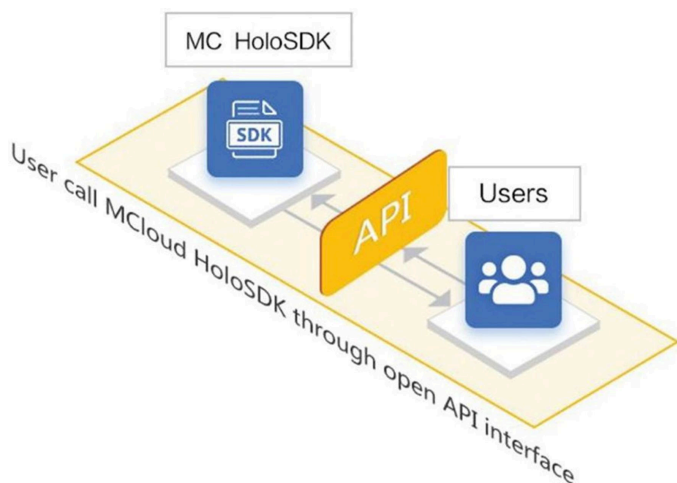 MC HoloSDK
SDK
API
Users
User call MCloud HoloSDK through open API interface